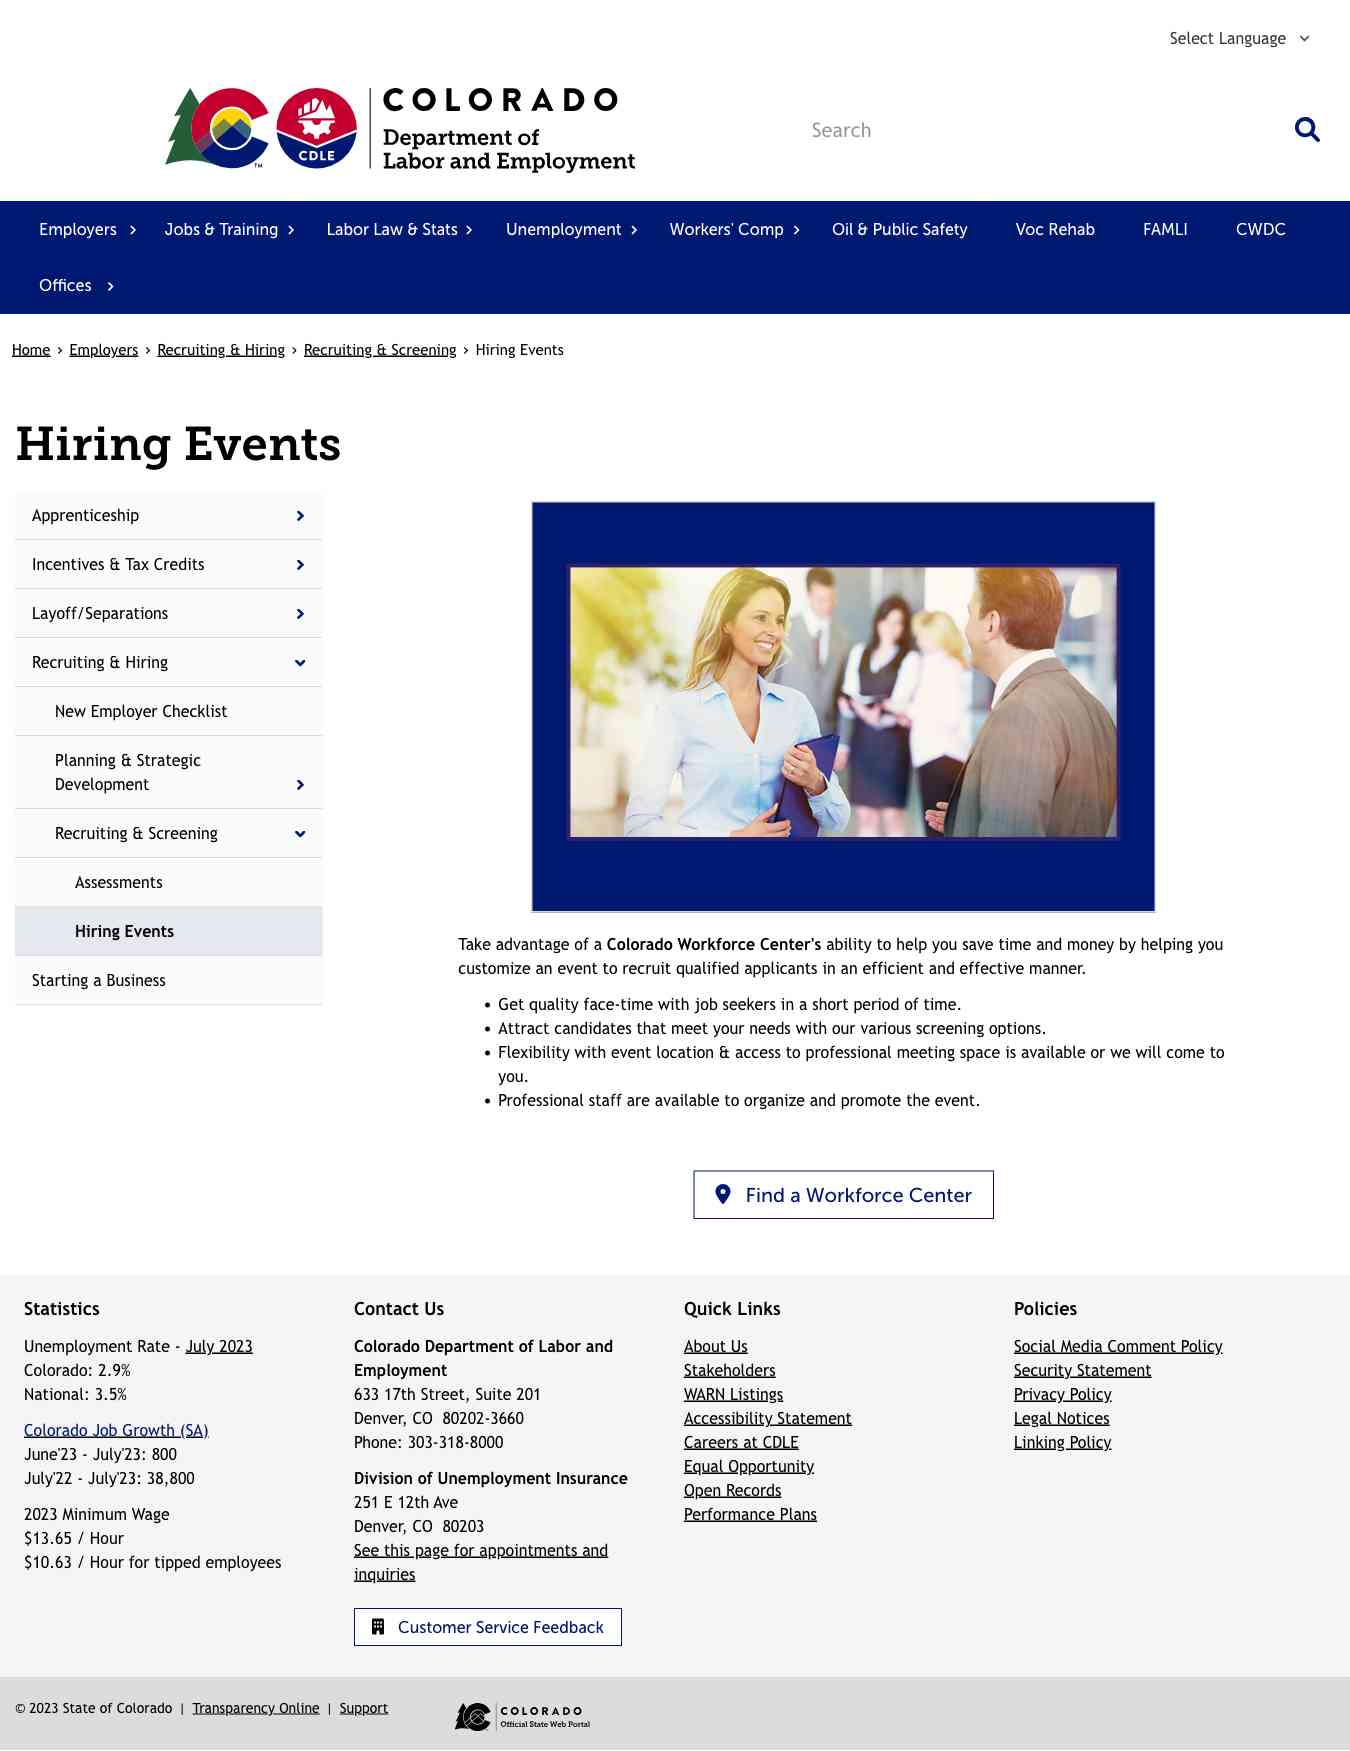 Select Language
COLORADO
Department of
Labor and Employment
CDLE
TM
Search
Employers
Jobs & Training
Labor Law & Stats
Unemployment
Workers' Comp
Oil & Public Safety
Voc Rehab
FAMLI
CWDC
Offices
Home › Employers › Recruiting & Hiring › Recruiting & Screening › Hiring Events
Hiring Events
Apprenticeship
Incentives & Tax Credits
Layoff/Separations
Recruiting & Hiring
New Employer Checklist
Planning & Strategic
Development
Recruiting & Screening
Assessments
Hiring Events
Starting a Business
Take advantage of a Colorado Workforce Center's ability to help you save time and money by helping you
customize an event to recruit qualified applicants in an efficient and effective manner.
• Get quality face-time with job seekers in a short period of time.
• Attract candidates that meet your needs with our various screening options.
• Flexibility with event location & access to professional meeting space is available or we will come to
you.
• Professional staff are available to organize and promote the event.
Find a Workforce Center
Statistics
Unemployment Rate - July 2023
Colorado: 2.9%
National: 3.5%
Colorado Job Growth (SA)
June'23 - July'23: 800
July'22 - July'23: 38,800
2023 Minimum Wage
$13.65 / Hour
$10.63 / Hour for tipped employees
Contact Us
Colorado Department of Labor and
Employment
633 17th Street, Suite 201
Denver, CO  80202-3660
Phone: 303-318-8000
Division of Unemployment Insurance
251 E 12th Ave
Denver, CO  80203
See this page for appointments and
inquiries
Customer Service Feedback
Quick Links
About Us
Stakeholders
WARN Listings
Accessibility Statement
Careers at CDLE
Equal Opportunity
Open Records
Performance Plans
Policies
Social Media Comment Policy
Security Statement
Privacy Policy
Legal Notices
Linking Policy
© 2023 State of Colorado | Transparency Online | Support
COLORADO
Official State Web Portal